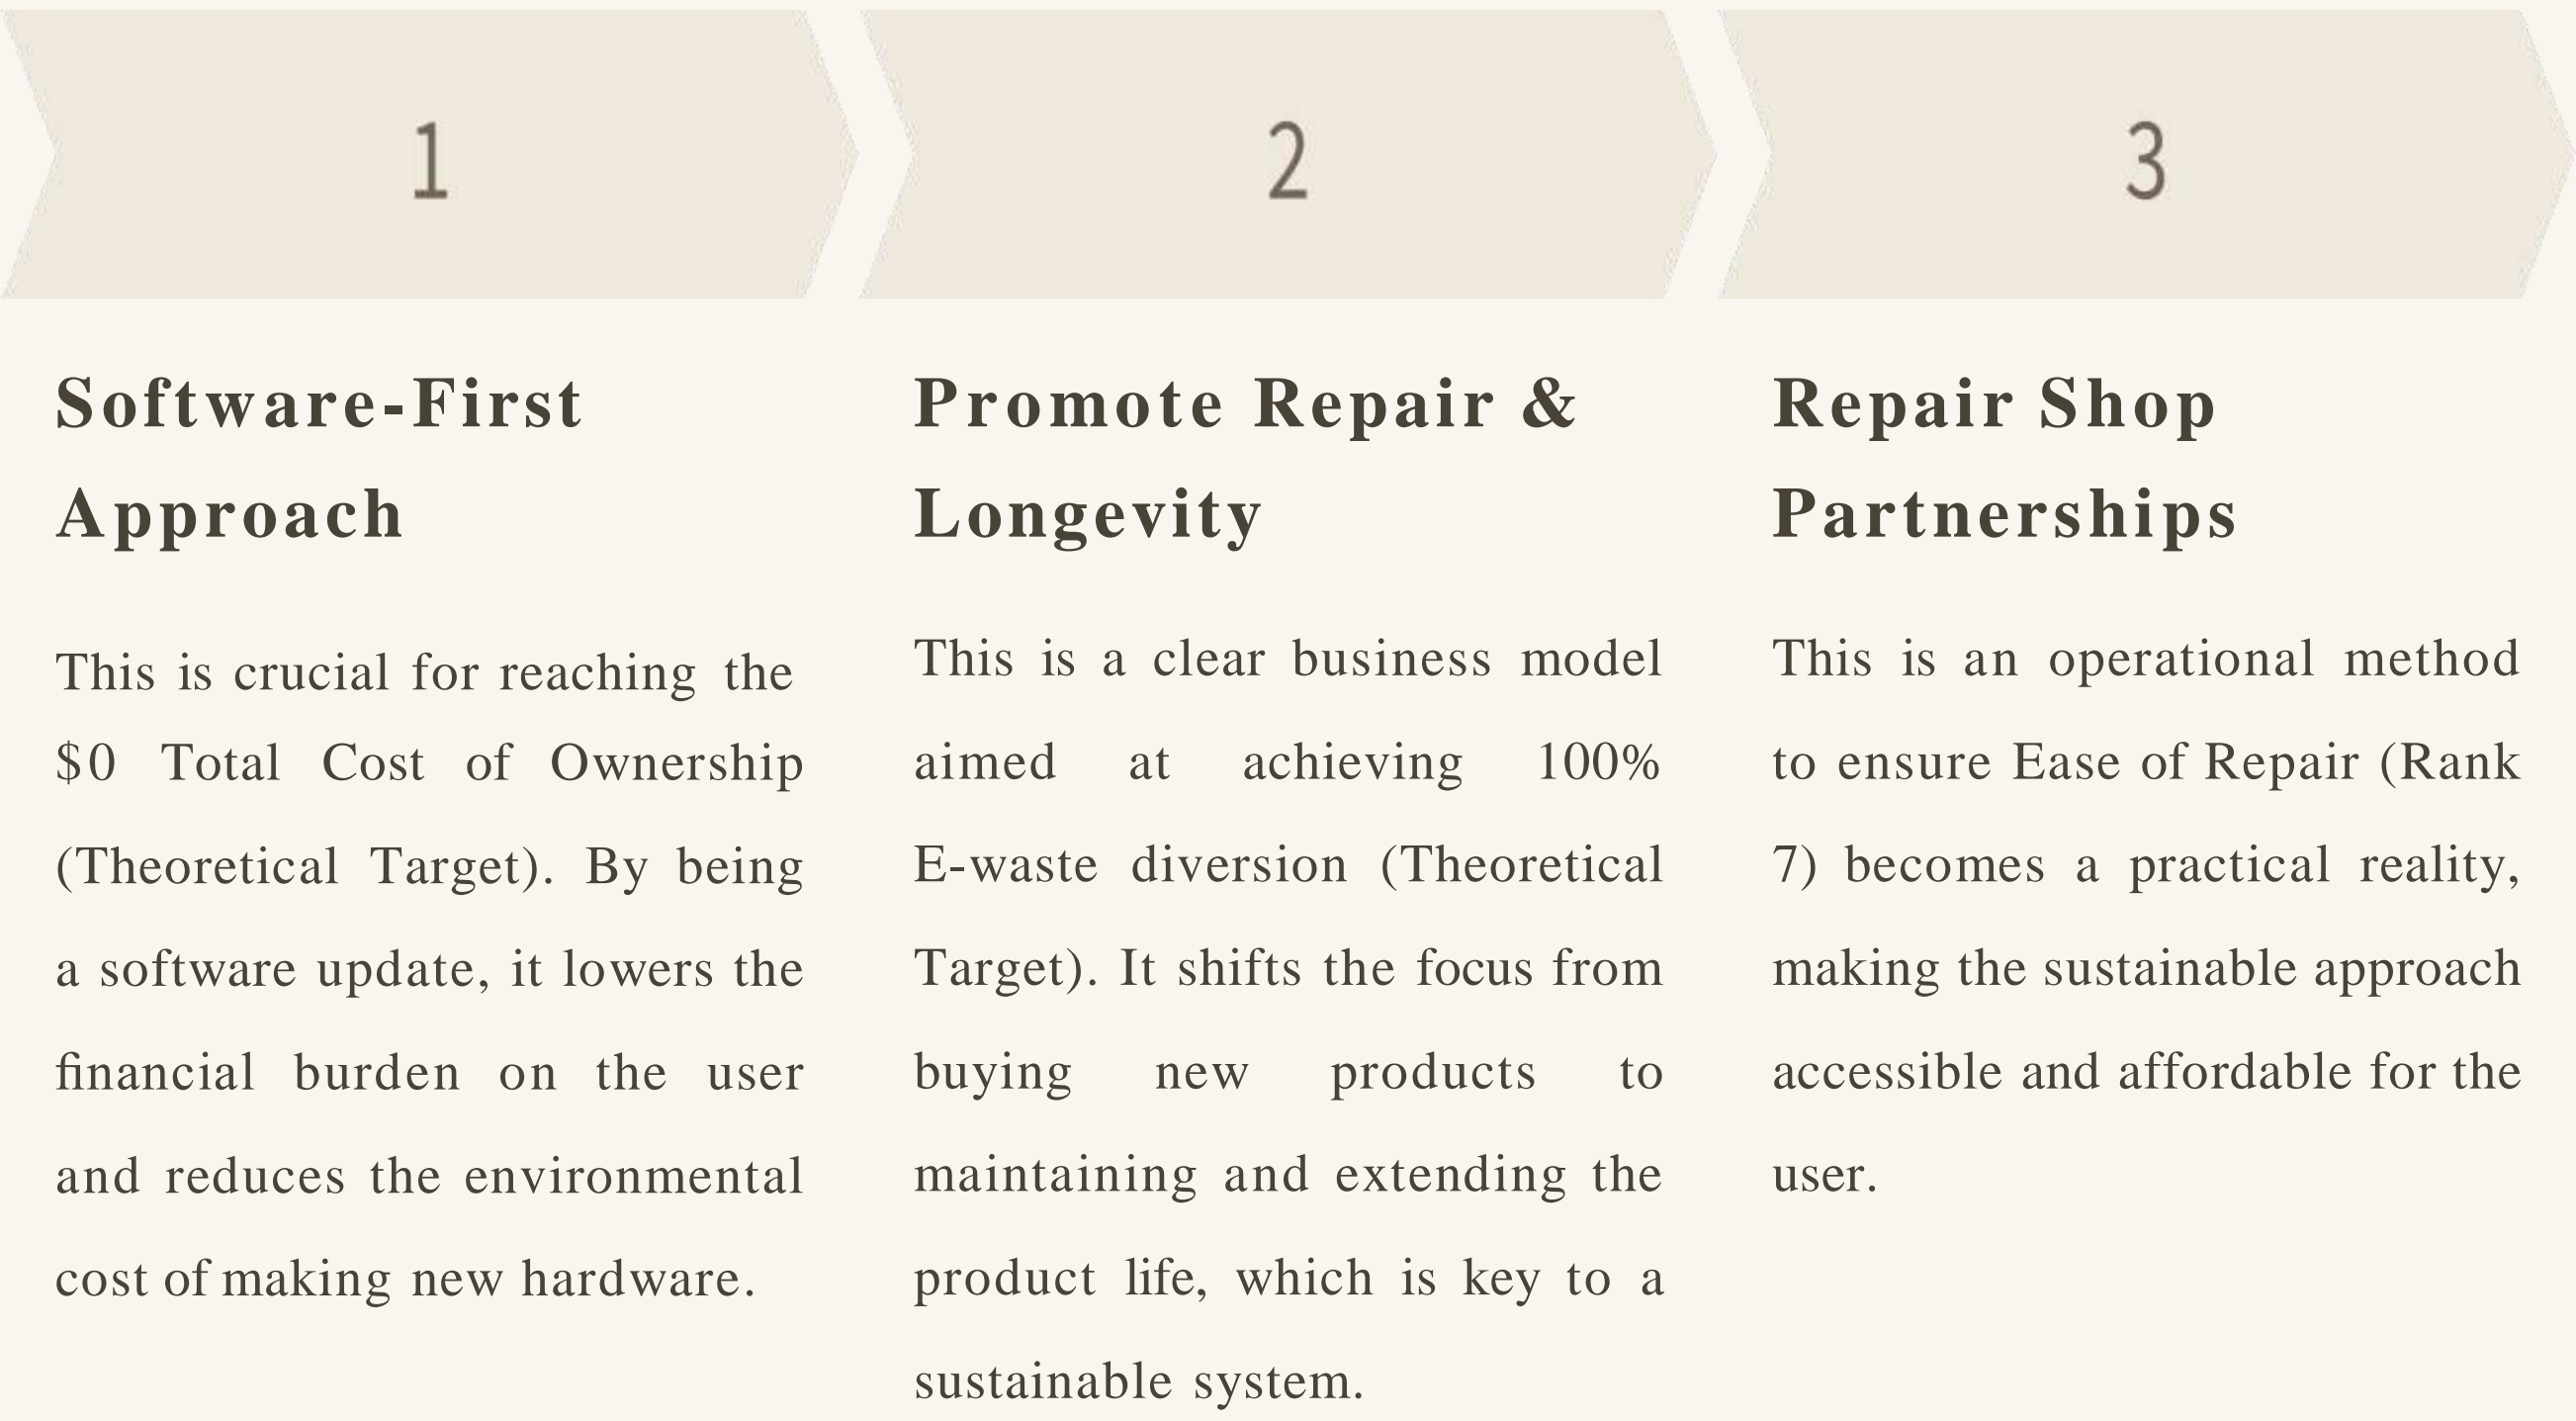 1
2
3
Software-First
Approach
This is crucial for reaching the
$0 Total Cost of Ownership
(Theoretical Target). By being
a software update, it lowers the
financial burden on the user
and reduces the environmental
cost of making new hardware.
Promote Repair &
Longevity
This is a clear business model
aimed at achieving 100%
E-waste diversion (Theoretical
Target). It shifts the focus from
buying new products to
maintaining and extending the
product life, which is key to a
sustainable system.
Repair Shop
Partnerships
This is an operational method
to ensure Ease of Repair (Rank
7) becomes a practical reality,
making the sustainable approach
accessible and affordable for the
user.